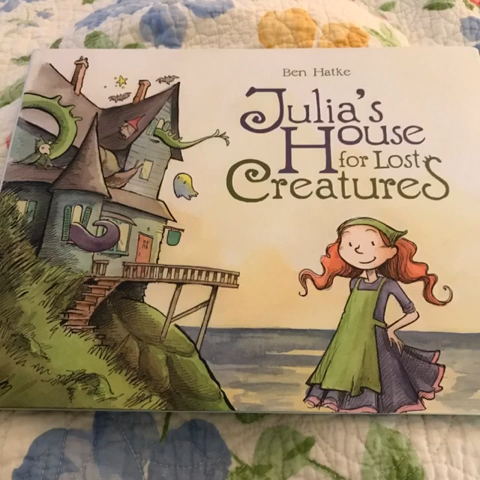 Ben Hatke
Julia's
House
for Lost
Creatures